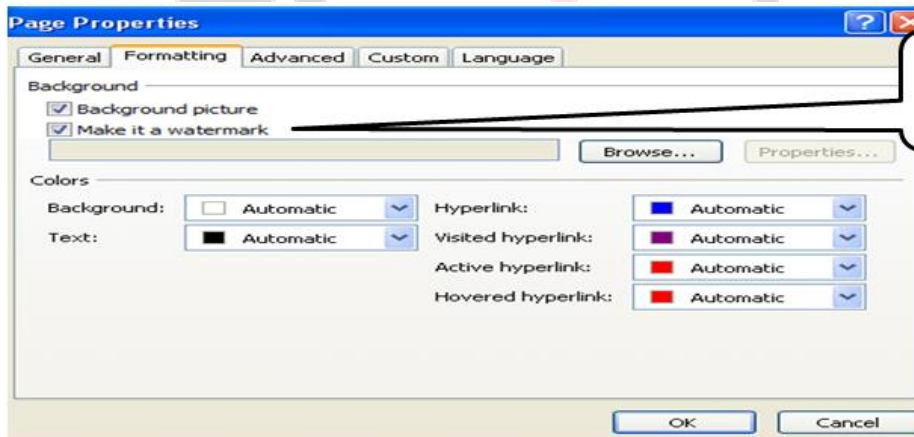 Page Properties
General Formatting Advanced Custom Language
Background
Background picture
Make it a watermark
Browse... Properties...
Colors
Background: Automatic Hyperlink: Automatic
Text: Automatic Visited hyperlink: Automatic
Active hyperlink: Automatic
Hovered hyperlink: Automatic
OK Cancel